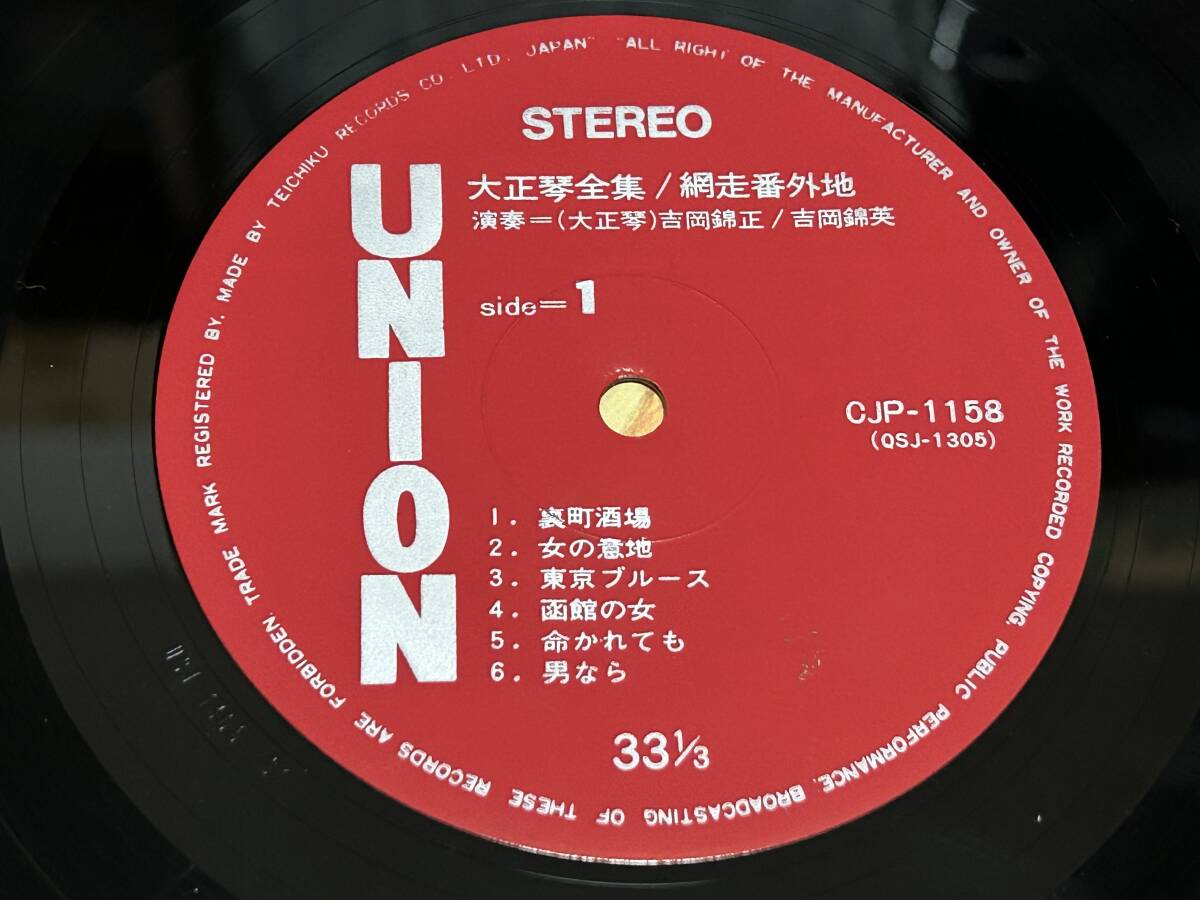 STEREO
UNION
大正琴全集/網走番外地
演奏=(大正琴)吉岡錦正/吉岡錦英
side=1
CJP-1158
(QSJ-1305)
1. 裏町酒場
2. 女の意地
3. 東京ブルース
4. 函館の女
5. 命かれても
6. 男なら
33⅓
TRADE MARK REGISTERED BY. MADE BY TEICHIKU RECORDS CO. LTD. JAPAN" "ALL RIGHT OF THE MANUFACTURER AND OWNER OF THE WORK RECORDED COPYING, PUBLIC PERFORMANCE, BROADCASTING OF THESE RECORDS ARE FORBIDDEN.